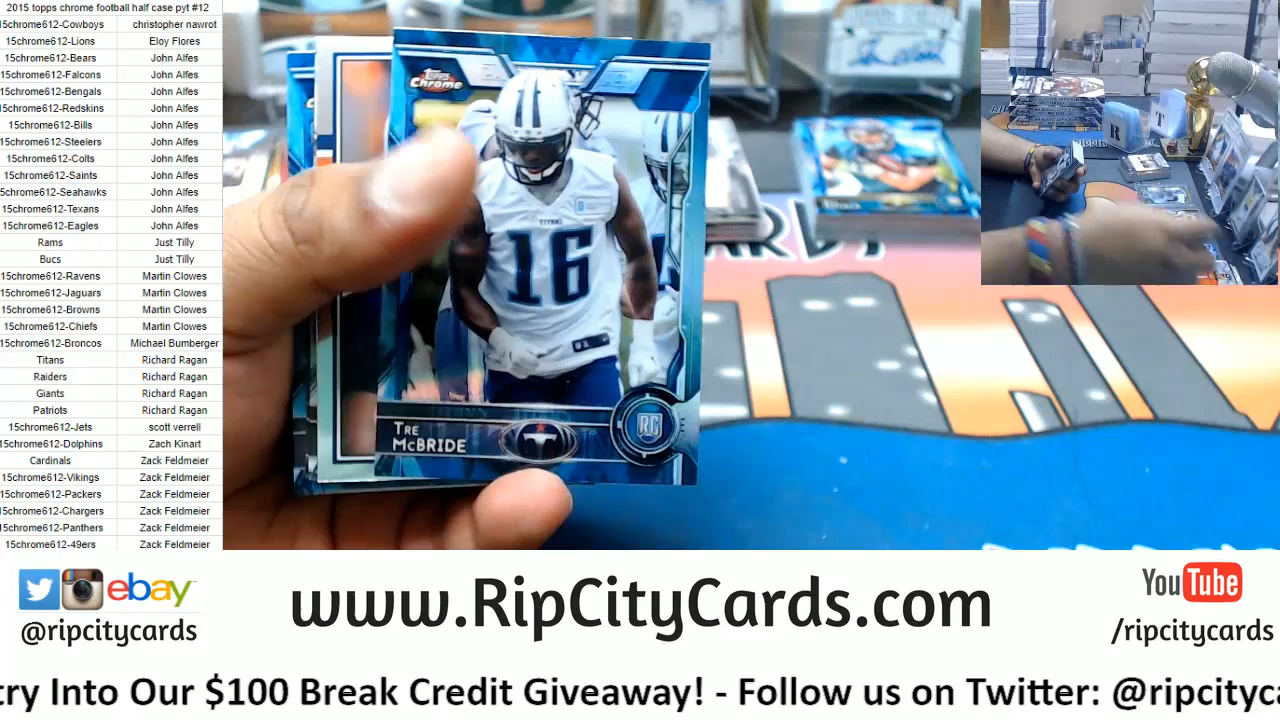 2015 topps chrome football half case pyt #12
15chrome612-Cowboys christopher nawrot
15chrome612-Lions Eloy Flores
15chrome612-Bears John Alfes
15chrome612-Falcons John Alfes
15chrome612-Bengals John Alfes
15chrome612-Redskins John Alfes
15chrome612-Bills John Alfes
15chrome612-Steelers John Alfes
15chrome612-Colts John Alfes
15chrome612-Saints John Alfes
5chrome612-Seahawks John Alfes
15chrome612-Texans John Alfes
15chrome612-Eagles John Alfes
Rams Just Tilly
Bucs Just Tilly
15chrome612-Ravens Martin Clowes
15chrome612-Jaguars Martin Clowes
15chrome612-Browns Martin Clowes
15chrome612-Chiefs Martin Clowes
15chrome612-Broncos Michael Bumberger
Titans Richard Ragan
Raiders Richard Ragan
Giants Richard Ragan
Patriots Richard Ragan
15chrome612-Jets scott verrell
5chrome612-Dolphins Zach Kinart
Cardinals Zack Feldmeier
15chrome612-Vikings Zack Feldmeier
5chrome612-Packers Zack Feldmeier
5chrome612-Chargers Zack Feldmeier
5chrome612-Panthers Zack Feldmeier
15chrome612-49ers Zack Feldmeier
Topps Chrome
TITANS
16
TRE
McBRIDE
RC
R T
ebay
@ripcitycards
www.RipCityCards.com
YouTube
/ripcitycards
try Into Our $100 Break Credit Giveaway! - Follow us on Twitter: @ripcityca